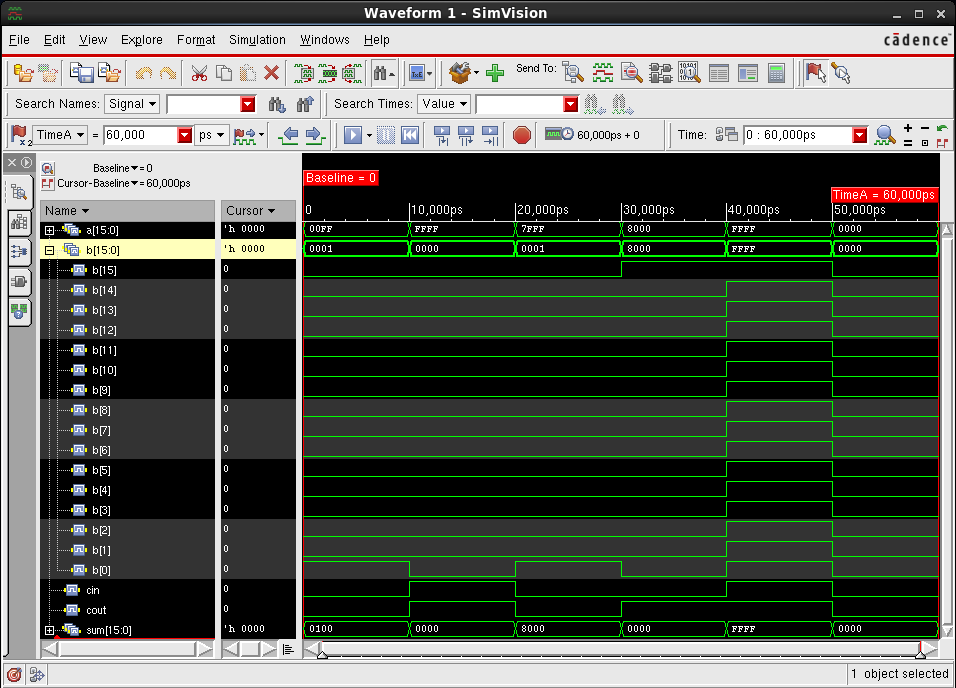 Waveform 1 - SimVision
File Edit View Explore Format Simulation Windows Help
cādence
Send To:
Search Names: Signal
Search Times: Value
TimeA = 60,000 ps
60,000ps + 0
Time: 0 : 60,000ps
Baseline = 0
Cursor-Baseline = 60,000ps
Baseline = 0
TimeA = 60,000ps
Name Cursor 0 10,000ps 20,000ps 30,000ps 40,000ps 50,000ps
a[15:0] 'h 0000 00FF FFFF 7FFF 8000 FFFF 0000
b[15:0] 'h 0000 0001 0000 0001 8000 FFFF 0000
b[15] 0
b[14] 0
b[13] 0
b[12] 0
b[11] 0
b[10] 0
b[9] 0
b[8] 0
b[7] 0
b[6] 0
b[5] 0
b[4] 0
b[3] 0
b[2] 0
b[1] 0
b[0] 0
cin 0
cout 0
sum[15:0] 'h 0000 0100 0000 8000 0000 FFFF 0000
1 object selected